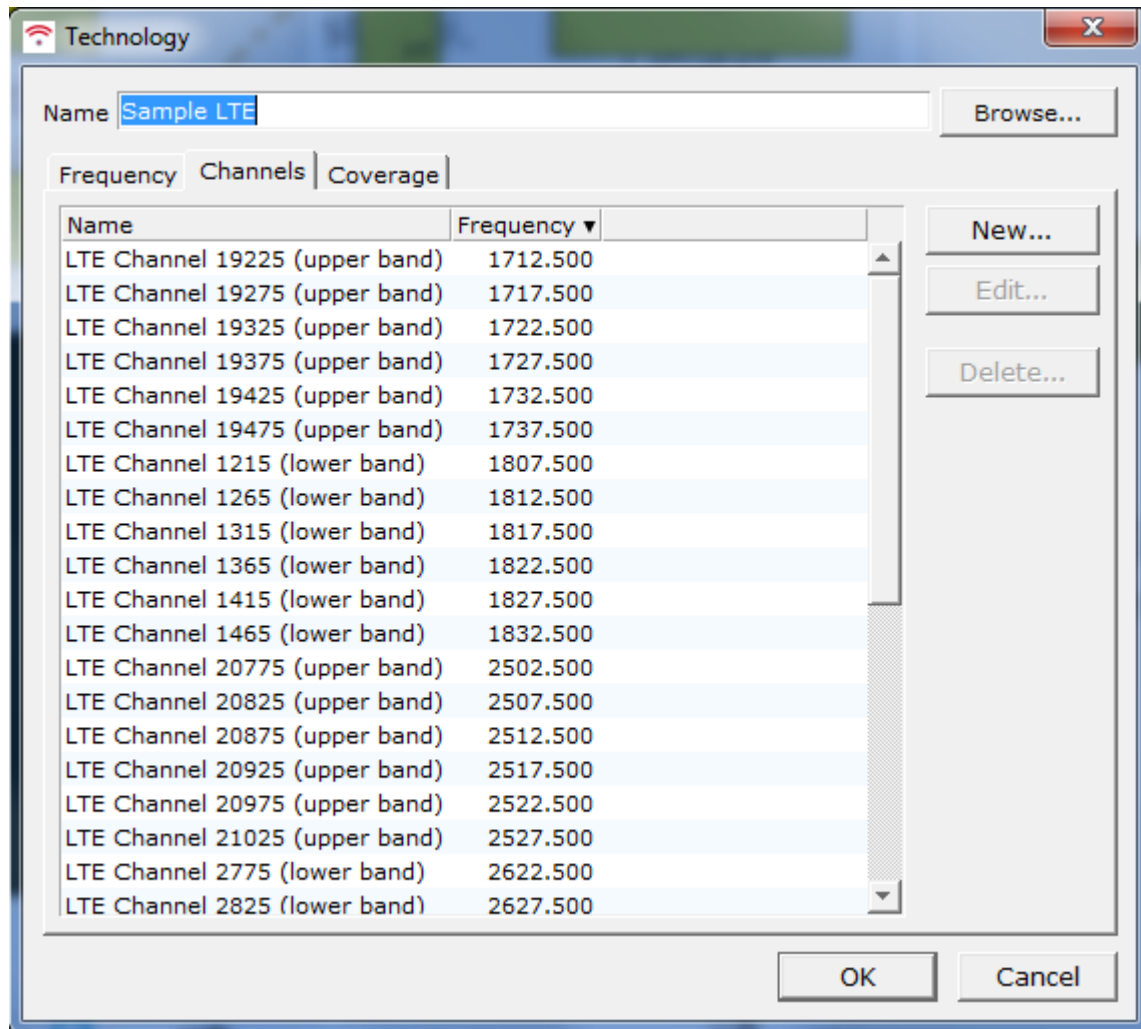 Technology
Name Sample LTE Browse...
Frequency Channels Coverage
Name Frequency ▼
New...
Edit...
Delete...
LTE Channel 19225 (upper band) 1712.500
LTE Channel 19275 (upper band) 1717.500
LTE Channel 19325 (upper band) 1722.500
LTE Channel 19375 (upper band) 1727.500
LTE Channel 19425 (upper band) 1732.500
LTE Channel 19475 (upper band) 1737.500
LTE Channel 1215 (lower band) 1807.500
LTE Channel 1265 (lower band) 1812.500
LTE Channel 1315 (lower band) 1817.500
LTE Channel 1365 (lower band) 1822.500
LTE Channel 1415 (lower band) 1827.500
LTE Channel 1465 (lower band) 1832.500
LTE Channel 20775 (upper band) 2502.500
LTE Channel 20825 (upper band) 2507.500
LTE Channel 20875 (upper band) 2512.500
LTE Channel 20925 (upper band) 2517.500
LTE Channel 20975 (upper band) 2522.500
LTE Channel 21025 (upper band) 2527.500
LTE Channel 2775 (lower band) 2622.500
LTE Channel 2825 (lower band) 2627.500
OK Cancel